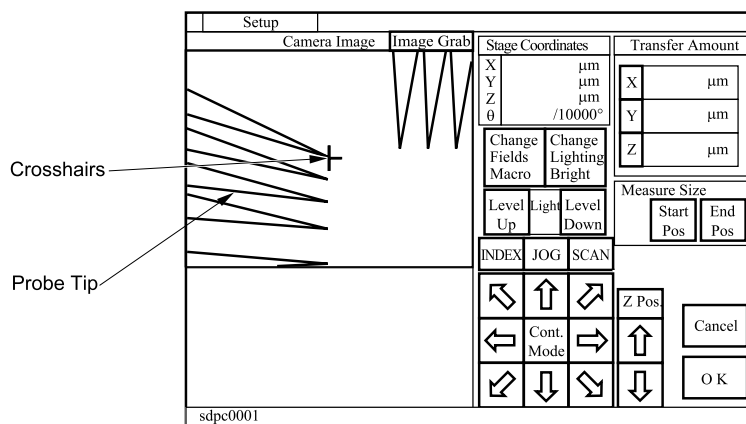 Setup
Camera Image
Image Grab
Stage Coordinates
X μm
Y μm
Z μm
θ /10000°
Transfer Amount
X μm
Y μm
Z μm
Crosshairs
Probe Tip
Change
Fields
Macro
Change
Lighting
Bright
Level
Up
Light
Level
Down
Measure Size
Start
Pos
End
Pos
INDEX
JOG
SCAN
Cont.
Mode
Z Pos.
Cancel
O K
sdpc0001